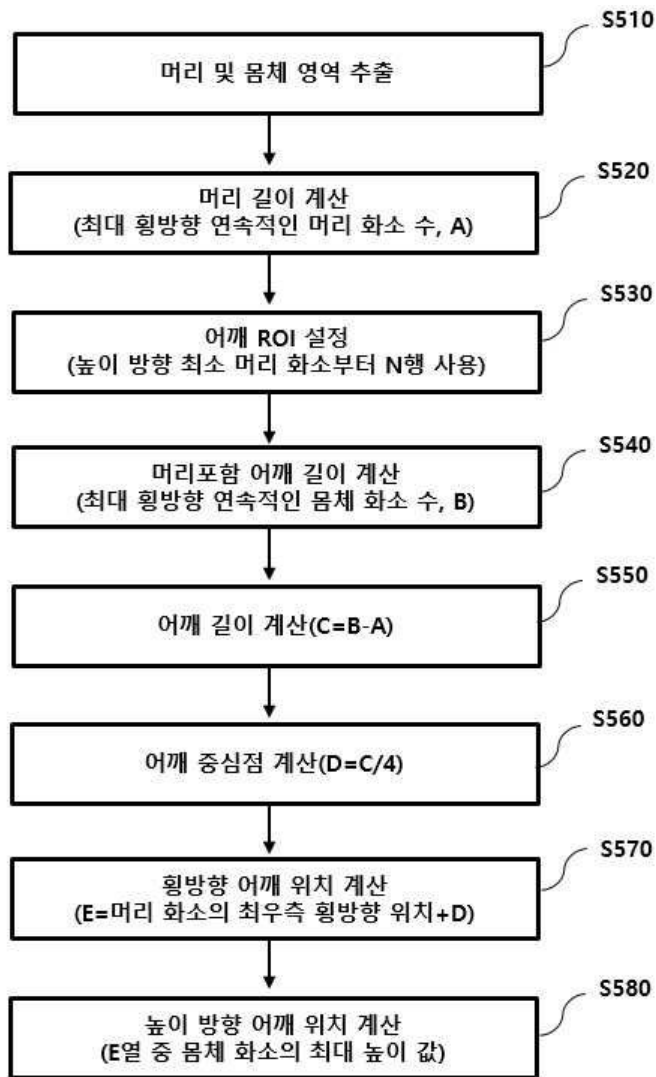 S510
머리 및 몸체 영역 추출
S520
머리 길이 계산
(최대 횡방향 연속적인 머리 화소 수, A)
S530
어깨 ROI 설정
(높이 방향 최소 머리 화소부터 N행 사용)
S540
머리포함 어깨 길이 계산
(최대 횡방향 연속적인 몸체 화소 수, B)
S550
어깨 길이 계산(C=B-A)
S560
어깨 중심점 계산(D=C/4)
S570
횡방향 어깨 위치 계산
(E=머리 화소의 최우측 횡방향 위치+D)
S580
높이 방향 어깨 위치 계산
(E열 중 몸체 화소의 최대 높이 값)